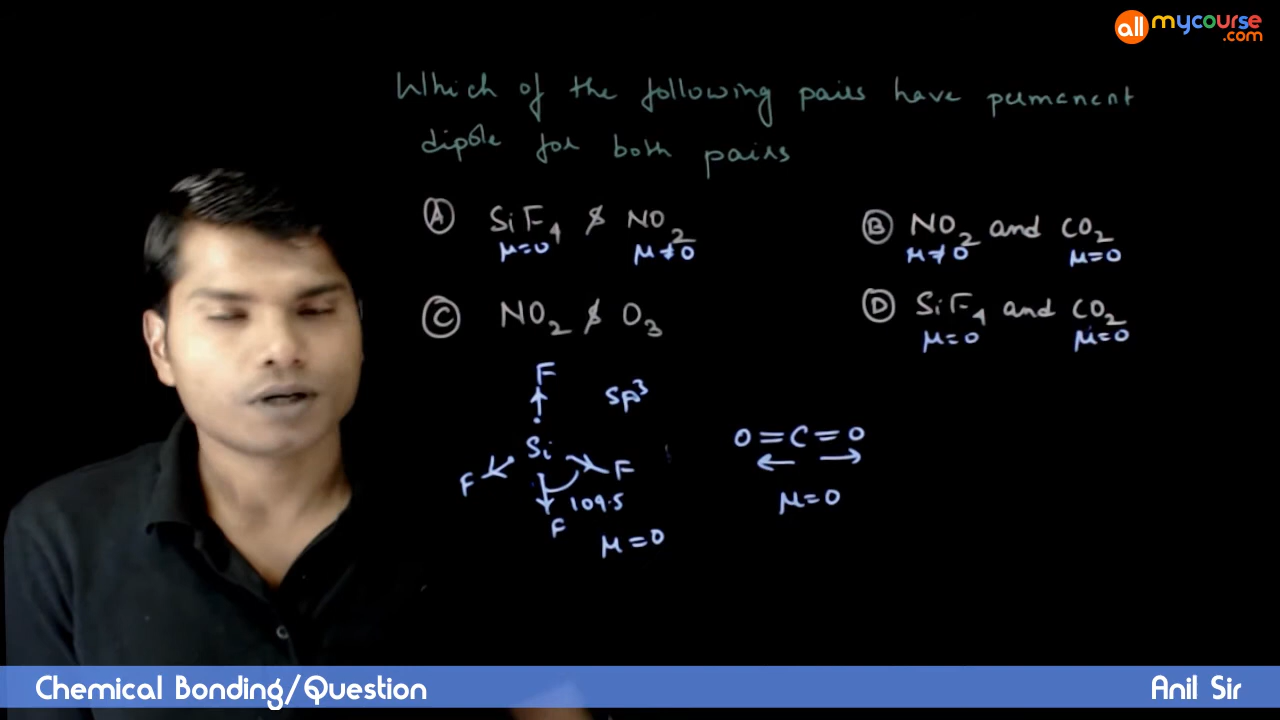 all mycourse
.com
Which of the following pairs have permanent
dipole for both pairs
Ⓐ SiF₄ & NO₂
μ=0 μ≠0
Ⓑ NO₂ and CO₂
μ≠0 μ=0
Ⓒ NO₂ & O₃
Ⓓ SiF₄ and CO₂
μ=0 μ=0
F
sp³
Si
F F
109.5
F
μ=0
O=C=O
μ=0
Chemical Bonding/Question
Anil Sir